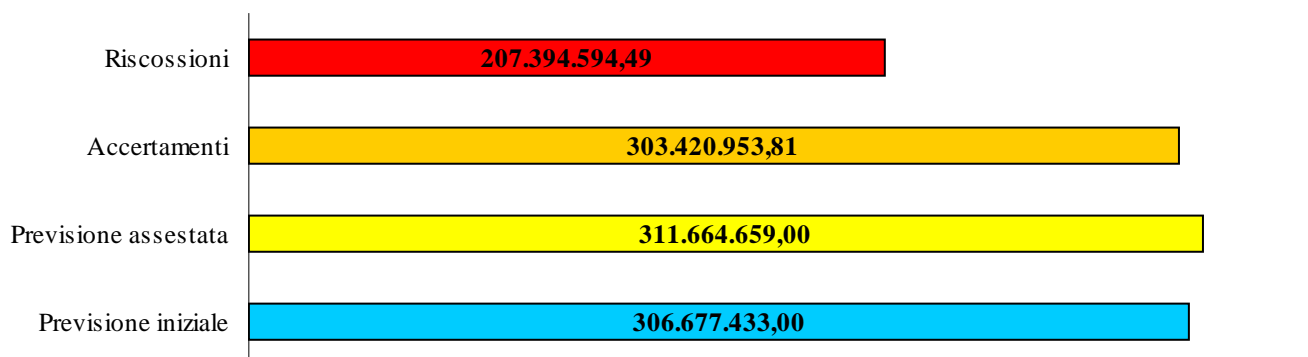 Riscossioni 207.394.594,49
Accertamenti 303.420.953,81
Previsione assestata 311.664.659,00
Previsione iniziale 306.677.433,00